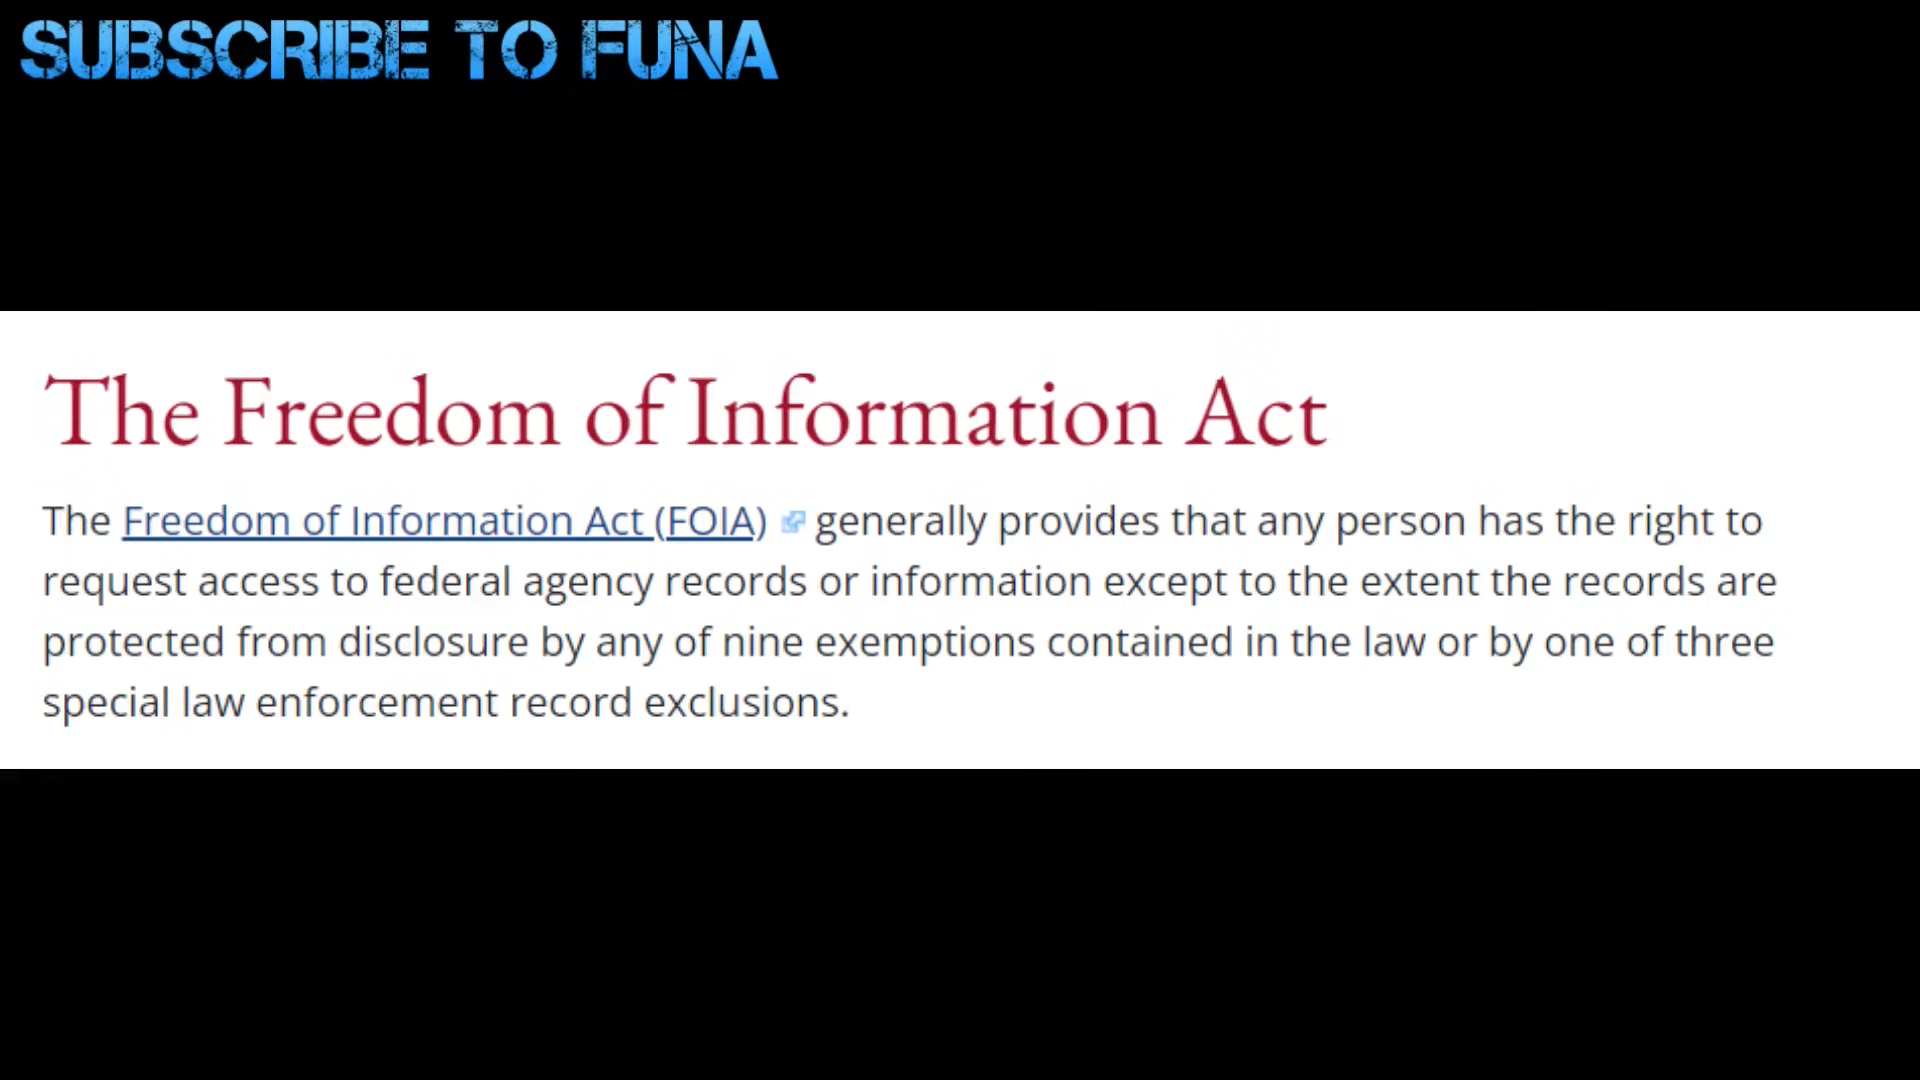 SUBSCRIBE TO FUNA
The Freedom of Information Act
The Freedom of Information Act (FOIA) generally provides that any person has the right to
request access to federal agency records or information except to the extent the records are
protected from disclosure by any of nine exemptions contained in the law or by one of three
special law enforcement record exclusions.